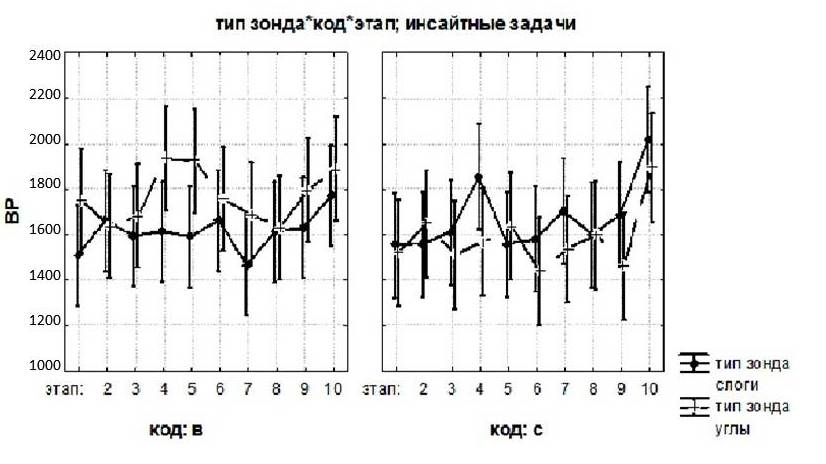 тип зонда*код*этап; инсайтные задачи
2400
2200
2000
1800
1600
1400
1200
1000
ВР
этап: 2 3 4 5 6 7 8 9 10
этап: 2 3 4 5 6 7 8 9 10
код: в
код: с
тип зонда
слоги
тип зонда
углы